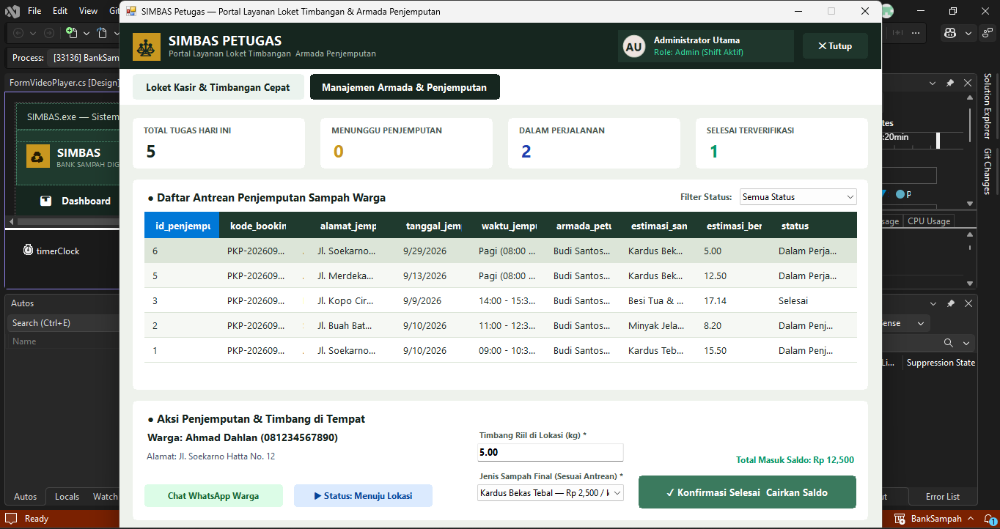 File Edit View Git
SIMBAS Petugas — Portal Layanan Loket Timbangan & Armada Penjemputan
SIMBAS PETUGAS
Portal Layanan Loket Timbangan Armada Penjemputan
AU
Administrator Utama
Role: Admin (Shift Aktif)
✕ Tutup
Process: [33136] BankSam
FormVideoPlayer.cs [Design]
SIMBAS.exe — Sistem
SIMBAS
BANK SAMPAH DIG
Dashboard
timerClock
Autos
Search (Ctrl+E)
Name
Autos Locals Watch
Ready
Loket Kasir & Timbangan Cepat
Manajemen Armada & Penjemputan
TOTAL TUGAS HARI INI
5
MENUNGGU PENJEMPUTAN
0
DALAM PERJALANAN
2
SELESAI TERVERIFIKASI
1
● Daftar Antrean Penjemputan Sampah Warga
Filter Status: Semua Status
id_penjempu kode_bookin alamat_jemp tanggal_jem waktu_jempu armada_petu estimasi_san estimasi_ber status
6 PKP-202609... Jl. Soekarno... 9/29/2026 Pagi (08:00 ... Budi Santos... Kardus Bek... 5.00 Dalam Perja...
5 PKP-202609... Jl. Merdeka... 9/13/2026 Pagi (08:00 ... Budi Santos... Kardus Bek... 12.50 Dalam Perja...
3 PKP-202609... Jl. Kopo Cir... 9/9/2026 14:00 - 15:3... Budi Santos... Besi Tua & ... 17.14 Selesai
2 PKP-202609... Jl. Buah Bat... 9/10/2026 11:00 - 12:3... Budi Santos... Minyak Jela... 8.20 Dalam Penj...
1 PKP-202609... Jl. Soekarno... 9/10/2026 09:00 - 10:3... Budi Santos... Kardus Teb... 15.50 Dalam Penj...
● Aksi Penjemputan & Timbang di Tempat
Warga: Ahmad Dahlan (081234567890)
Alamat: Jl. Soekarno Hatta No. 12
Chat WhatsApp Warga
▶ Status: Menuju Lokasi
Timbang Riil di Lokasi (kg) *
5.00
Jenis Sampah Final (Sesuai Antrean) *
Kardus Bekas Tebal — Rp 2,500 / k
Total Masuk Saldo: Rp 12,500
✓ Konfirmasi Selesai Cairkan Saldo
Solution Explorer
Git Changes
tes
:20min
P
sage CPU Usage
ense
Li... Suppression State
ut Error List
BankSampah
1